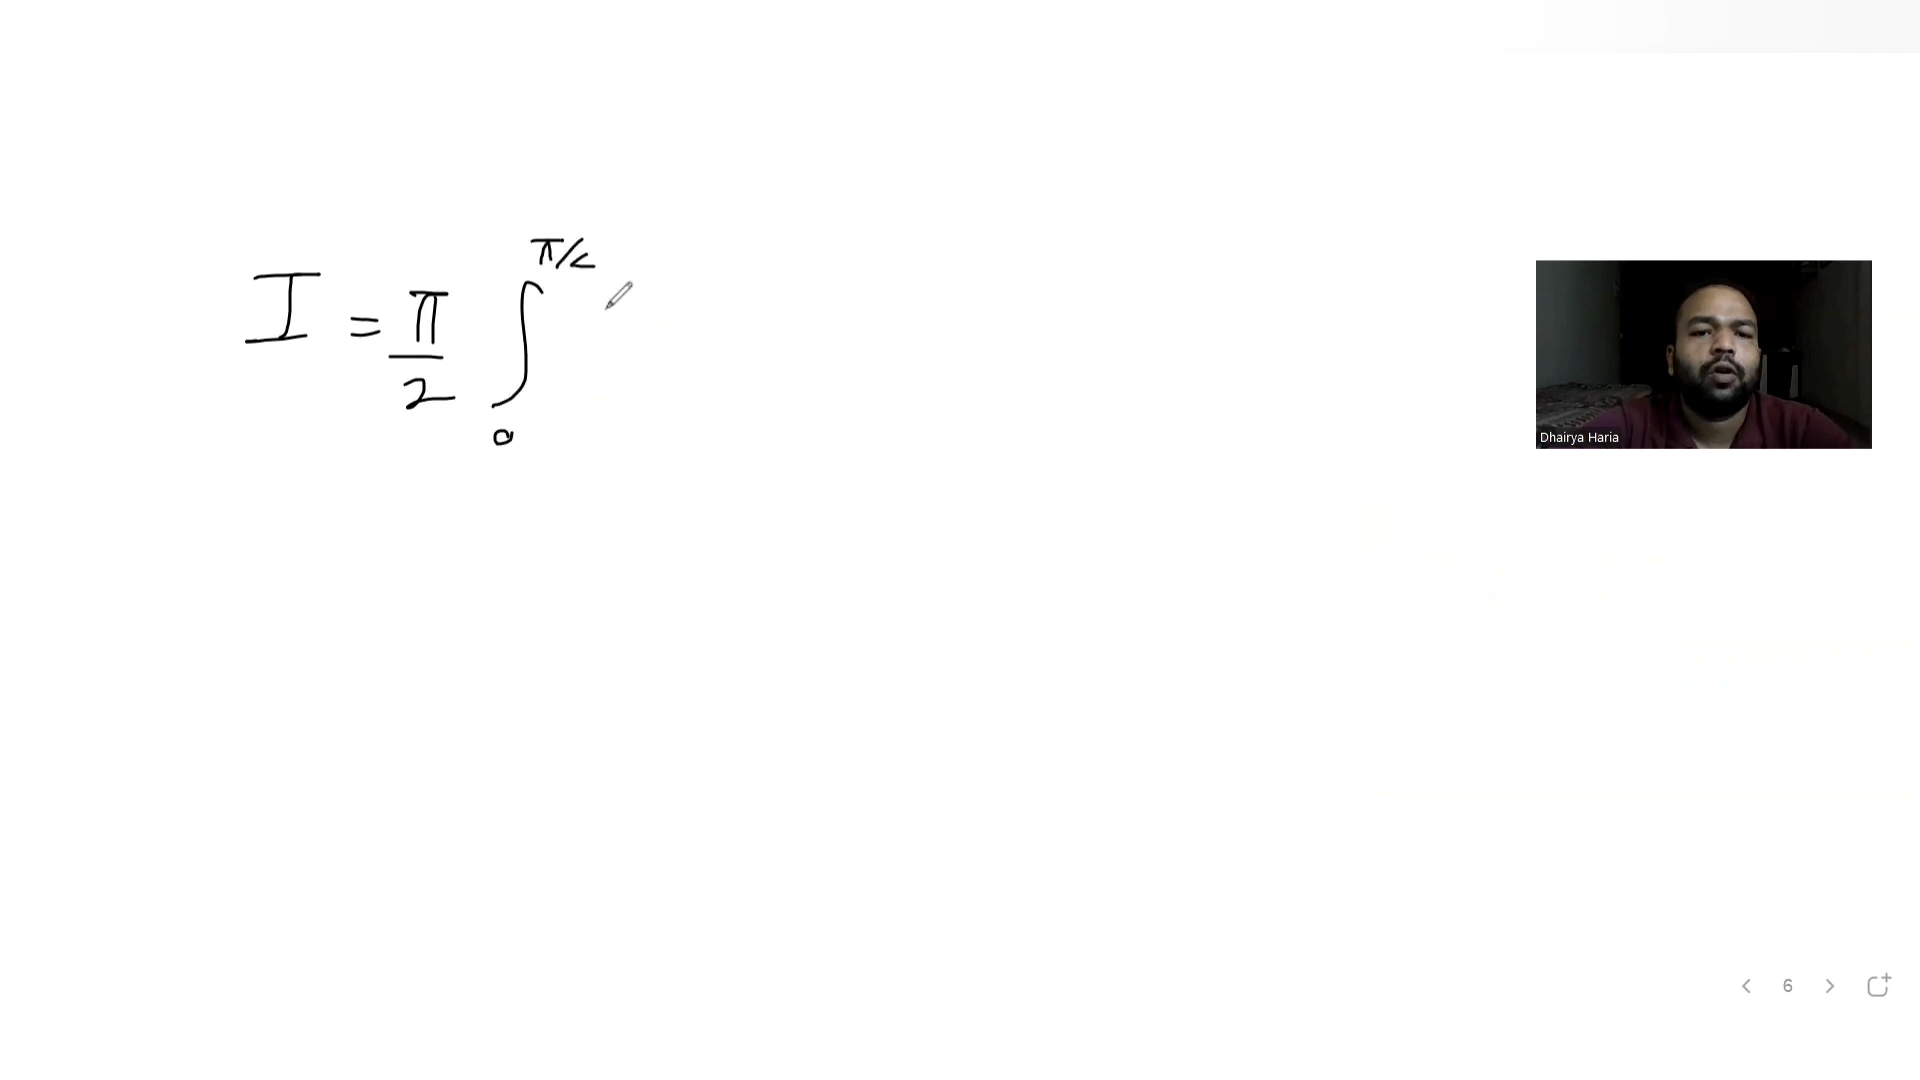 I = π/2 ∫₀^(π/2)
Dhairya Haria
6